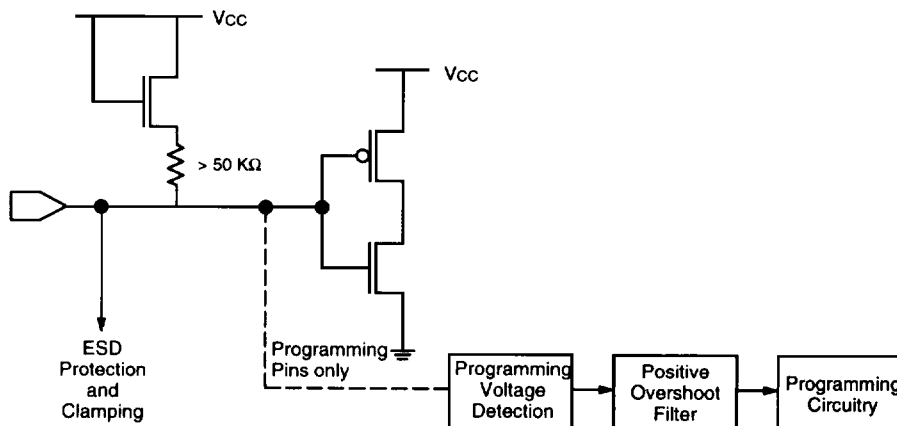 VCC
VCC
> 50 KΩ
ESD
Protection
and
Clamping
Programming
Pins only
Programming
Voltage
Detection
Positive
Overshoot
Filter
Programming
Circuitry